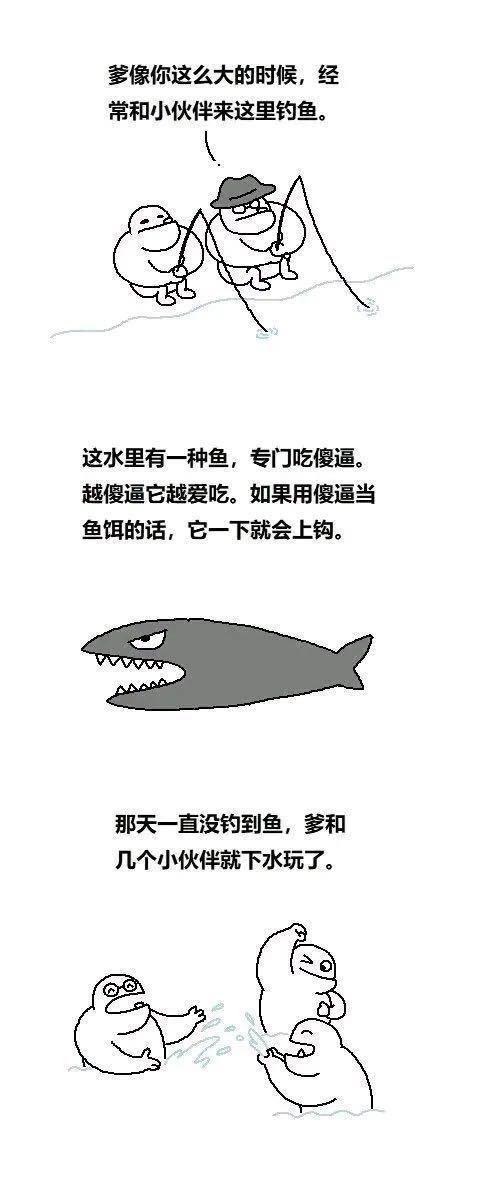 爹像你这么大的时候，经
常和小伙伴来这里钓鱼。
这水里有一种鱼，专门吃傻逼。
越傻逼它越爱吃。如果用傻逼当
鱼饵的话，它一下就会上钩。
那天一直没钓到鱼，爹和
几个小伙伴就下水玩了。